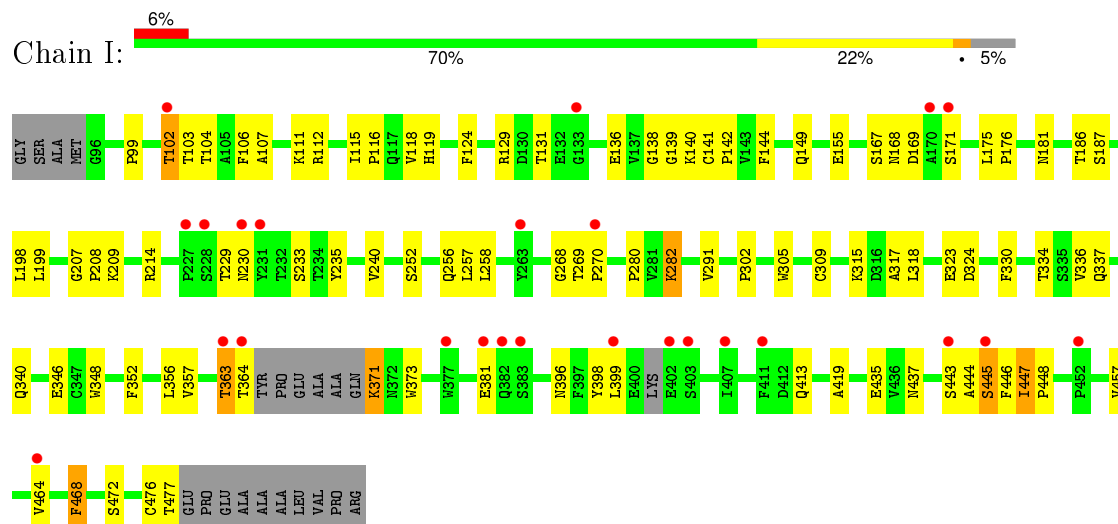 6%
Chain I:
70% 22% • 5%
GLY SER ALA MET G96 P99 T102 T103 T104 A105 F106 A107 K111 R112 I115 P116 Q117 V118 H119 F124 R129 D130 T131 E132 G133 E136 V137 G138 G139 K140 C141 P142 V143 F144 Q149 E155 S167 N168 D169 A170 S171 L175 P176 N181 T186 S187
L198 L199 G207 P208 K209 R214 P227 S228 T229 N230 Y231 T232 S233 T234 Y235 V240 S252 Q256 L257 L258 Y263 G268 T269 P270 P280 V281 K282 V291 P302 W305 C309 K315 D316 A317 L318 E323 D324 F330 T334 S335 V336 Q337
Q340 E346 C347 W348 F352 L356 V357 T363 T364 TYR PRO GLU ALA ALA GLN K371 N372 W373 W377 E381 Q382 S383 N396 F397 Y398 L399 E400 LYS E402 S403 I407 F411 D412 Q413 A419 E435 V436 N437 S443 A444 S445 F446 I447 P448 P452 V457
V464 F468 S472 C476 T477 GLU PRO GLU ALA ALA ALA LEU VAL PRO ARG